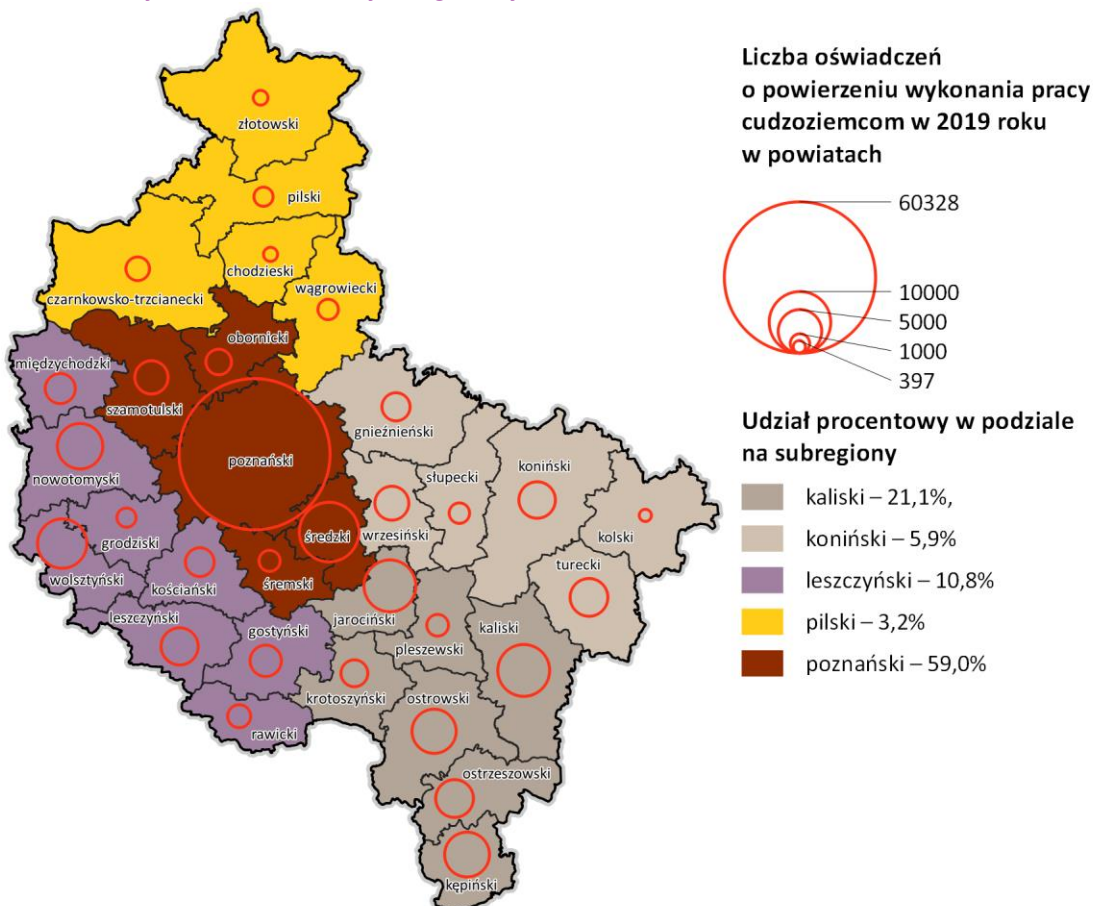 złotowski
pilski
chodzieski
czarnkowsko-trzcianecki
wągrowiecki
obornicki
międzychodzki
szamotulski
gnieźnieński
poznański
nowotomyski
słupecki
koniński
grodziski
średzki
wrzesiński
kolski
wolsztyński
kościański
śremski
turecki
leszczyński
gostyński
jarociński
pleszewski
kaliski
krotoszyński
ostrowski
rawicki
ostrzeszowski
kępiński
Liczba oświadczeń
o powierzeniu wykonania pracy
cudzoziemcom w 2019 roku
w powiatach
60328
10000
5000
1000
397
Udział procentowy w podziale
na subregiony
kaliski – 21,1%,
koniński – 5,9%
leszczyński – 10,8%
pilski – 3,2%
poznański – 59,0%